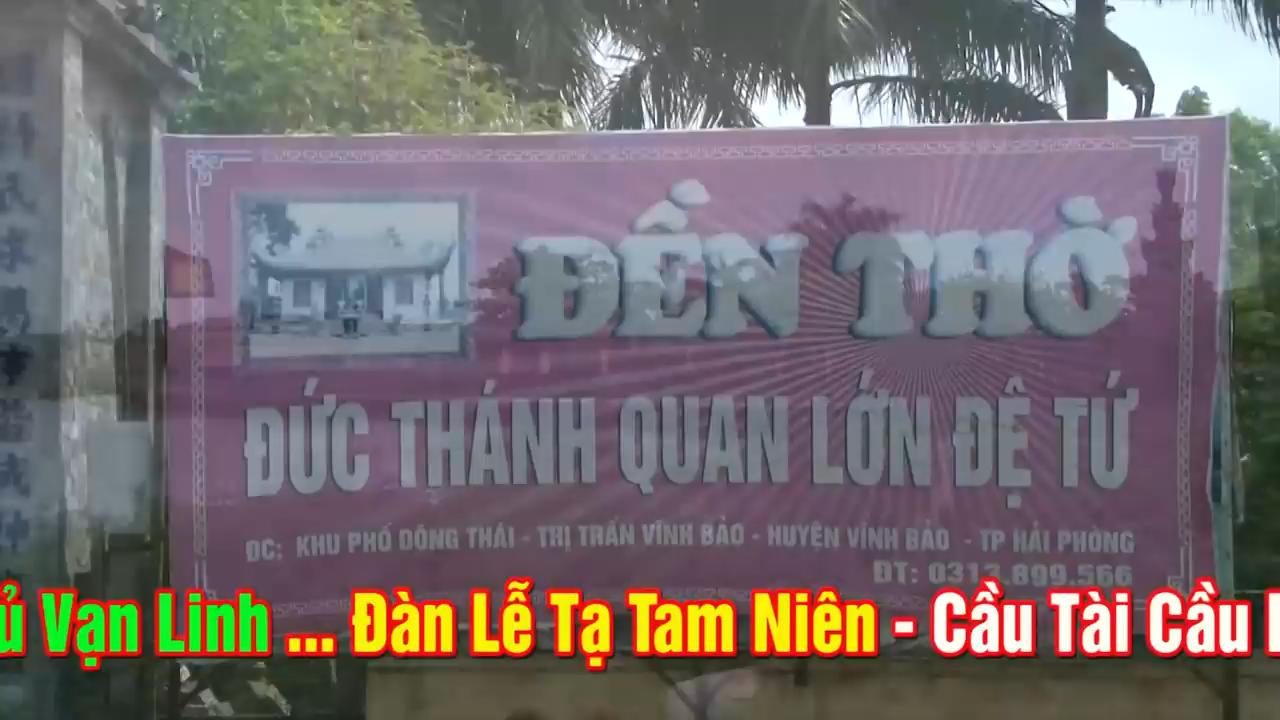 ĐỀN THỜ
ĐỨC THÁNH QUAN LỚN ĐỆ TỨ
ĐC: KHU PHỐ ĐÔNG THÁI - THỊ TRẤN VĨNH BẢO - HUYỆN VĨNH BẢO - TP HẢI PHÒNG
ĐT: 0313.899.566
Vạn Linh ... Đàn Lễ Tạ Tam Niên - Cầu Tài Cầu